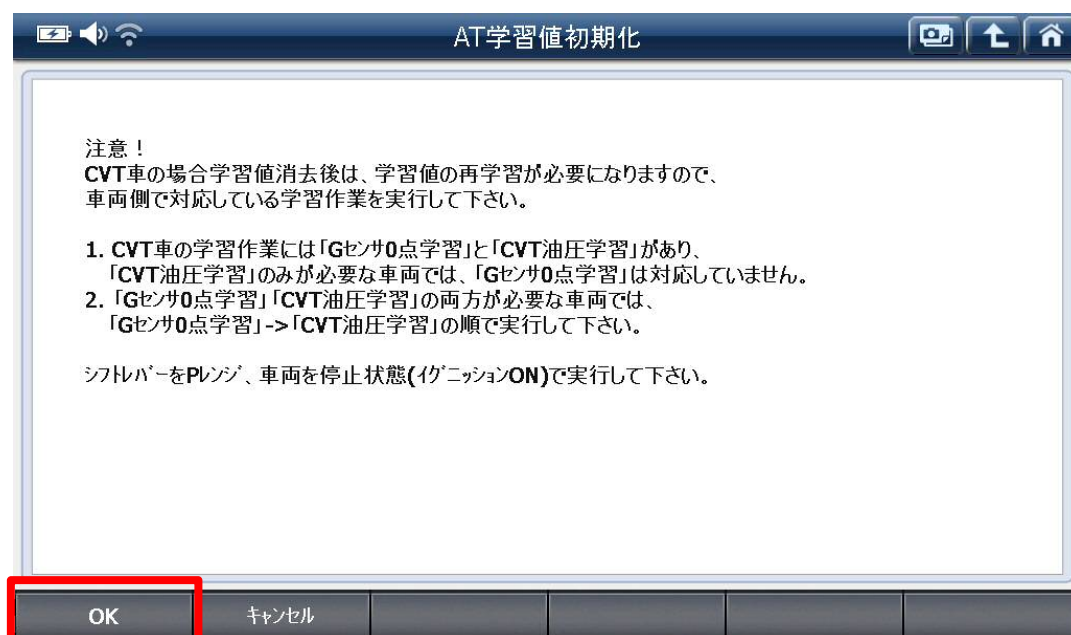 AT学習値初期化
注意！
CVT車の場合学習値消去後は、学習値の再学習が必要になりますので、
車両側で対応している学習作業を実行して下さい。
1. CVT車の学習作業には｢Gｾﾝｻ0点学習｣と｢CVT油圧学習｣があり、
｢CVT油圧学習｣のみが必要な車両では、｢Gｾﾝｻ0点学習｣は対応していません。
2. ｢Gｾﾝｻ0点学習｣｢CVT油圧学習｣の両方が必要な車両では、
｢Gｾﾝｻ0点学習｣->｢CVT油圧学習｣の順で実行して下さい。
ｼﾌﾄﾚﾊﾞｰをPﾚﾝｼﾞ、車両を停止状態(ｲｸﾞﾆｯｼｮﾝON)で実行して下さい。
OK ｷｬﾝｾﾙ